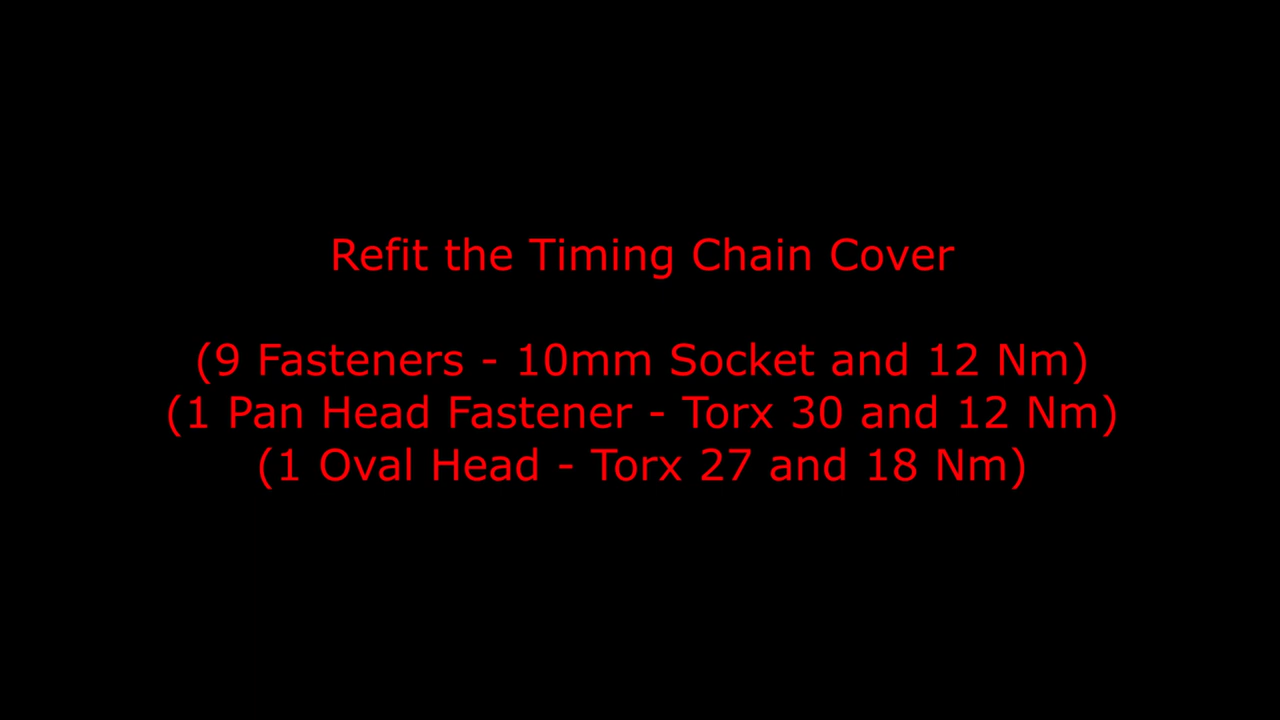 Refit the Timing Chain Cover
(9 Fasteners - 10mm Socket and 12 Nm)
(1 Pan Head Fastener - Torx 30 and 12 Nm)
(1 Oval Head - Torx 27 and 18 Nm)